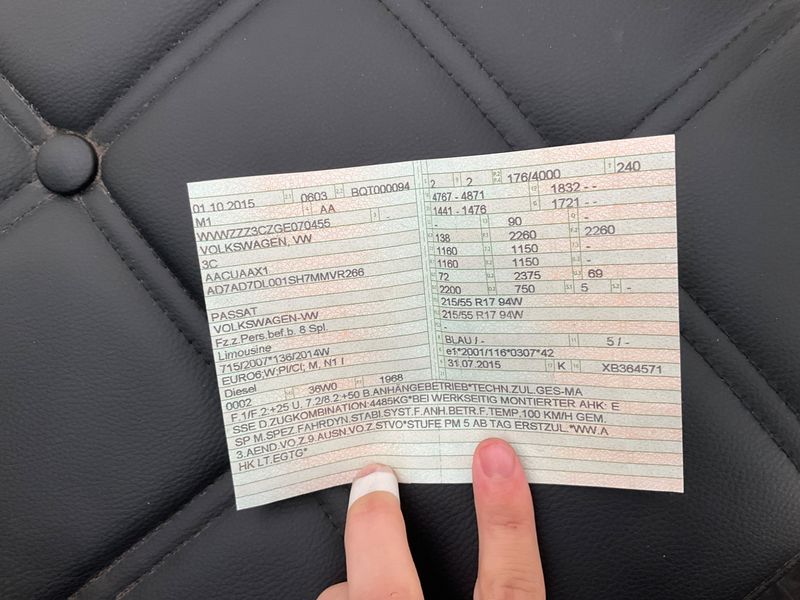 01.10.2015 0603 BQT000094
M1 AA -
WVWZZZ3CZGE070455
VOLKSWAGEN, VW
3C
AACUAAX1
AD7AD7DL001SH7MMVR266
PASSAT
VOLKSWAGEN-VW
Fz.z.Pers.bef.b. 8 Spl.
Limousine
715/2007*136/2014W
EURO6;W:PI/CI; M, N1 I
Diesel
0002 36W0 1968
2 2 176/4000 240
4767 - 4871 1832 - -
1441 - 1476 1721 - -
- 90 -
138 2260 2260
1160 1150 -
1160 1150 -
72 2375 69
2200 750 5 -
215/55 R17 94W
215/55 R17 94W
-
BLAU / - 5 / -
e1*2001/116*0307*42
31.07.2015 K XB364571
F.1/F.2:+25 U. 7.2/8.2:+50 B.ANHÄNGEBETRIEB*TECHN.ZUL.GES-MA
SSE D.ZUGKOMBINATION:4485KG*BEI WERKSEITIG MONTIERTER AHK: E
SP M.SPEZ.FAHRDYN.STABI.SYST.F.ANH.BETR.F.TEMP.100 KM/H GEM.
3.AEND.VO.Z.9.AUSN.VO.Z.STVO*STUFE PM 5 AB TAG ERSTZUL.*WW.A
HK LT.EGTG*